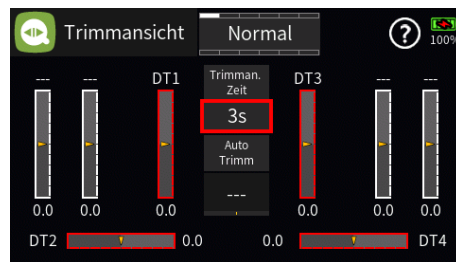 Trimmansicht
Normal
?
100%
---
---
DT1
Trimman.
Zeit
DT3
---
---
3s
Auto
Trimm
---
0.0
0.0
0.0
0.0
0.0
0.0
DT2
0.0
0.0
DT4